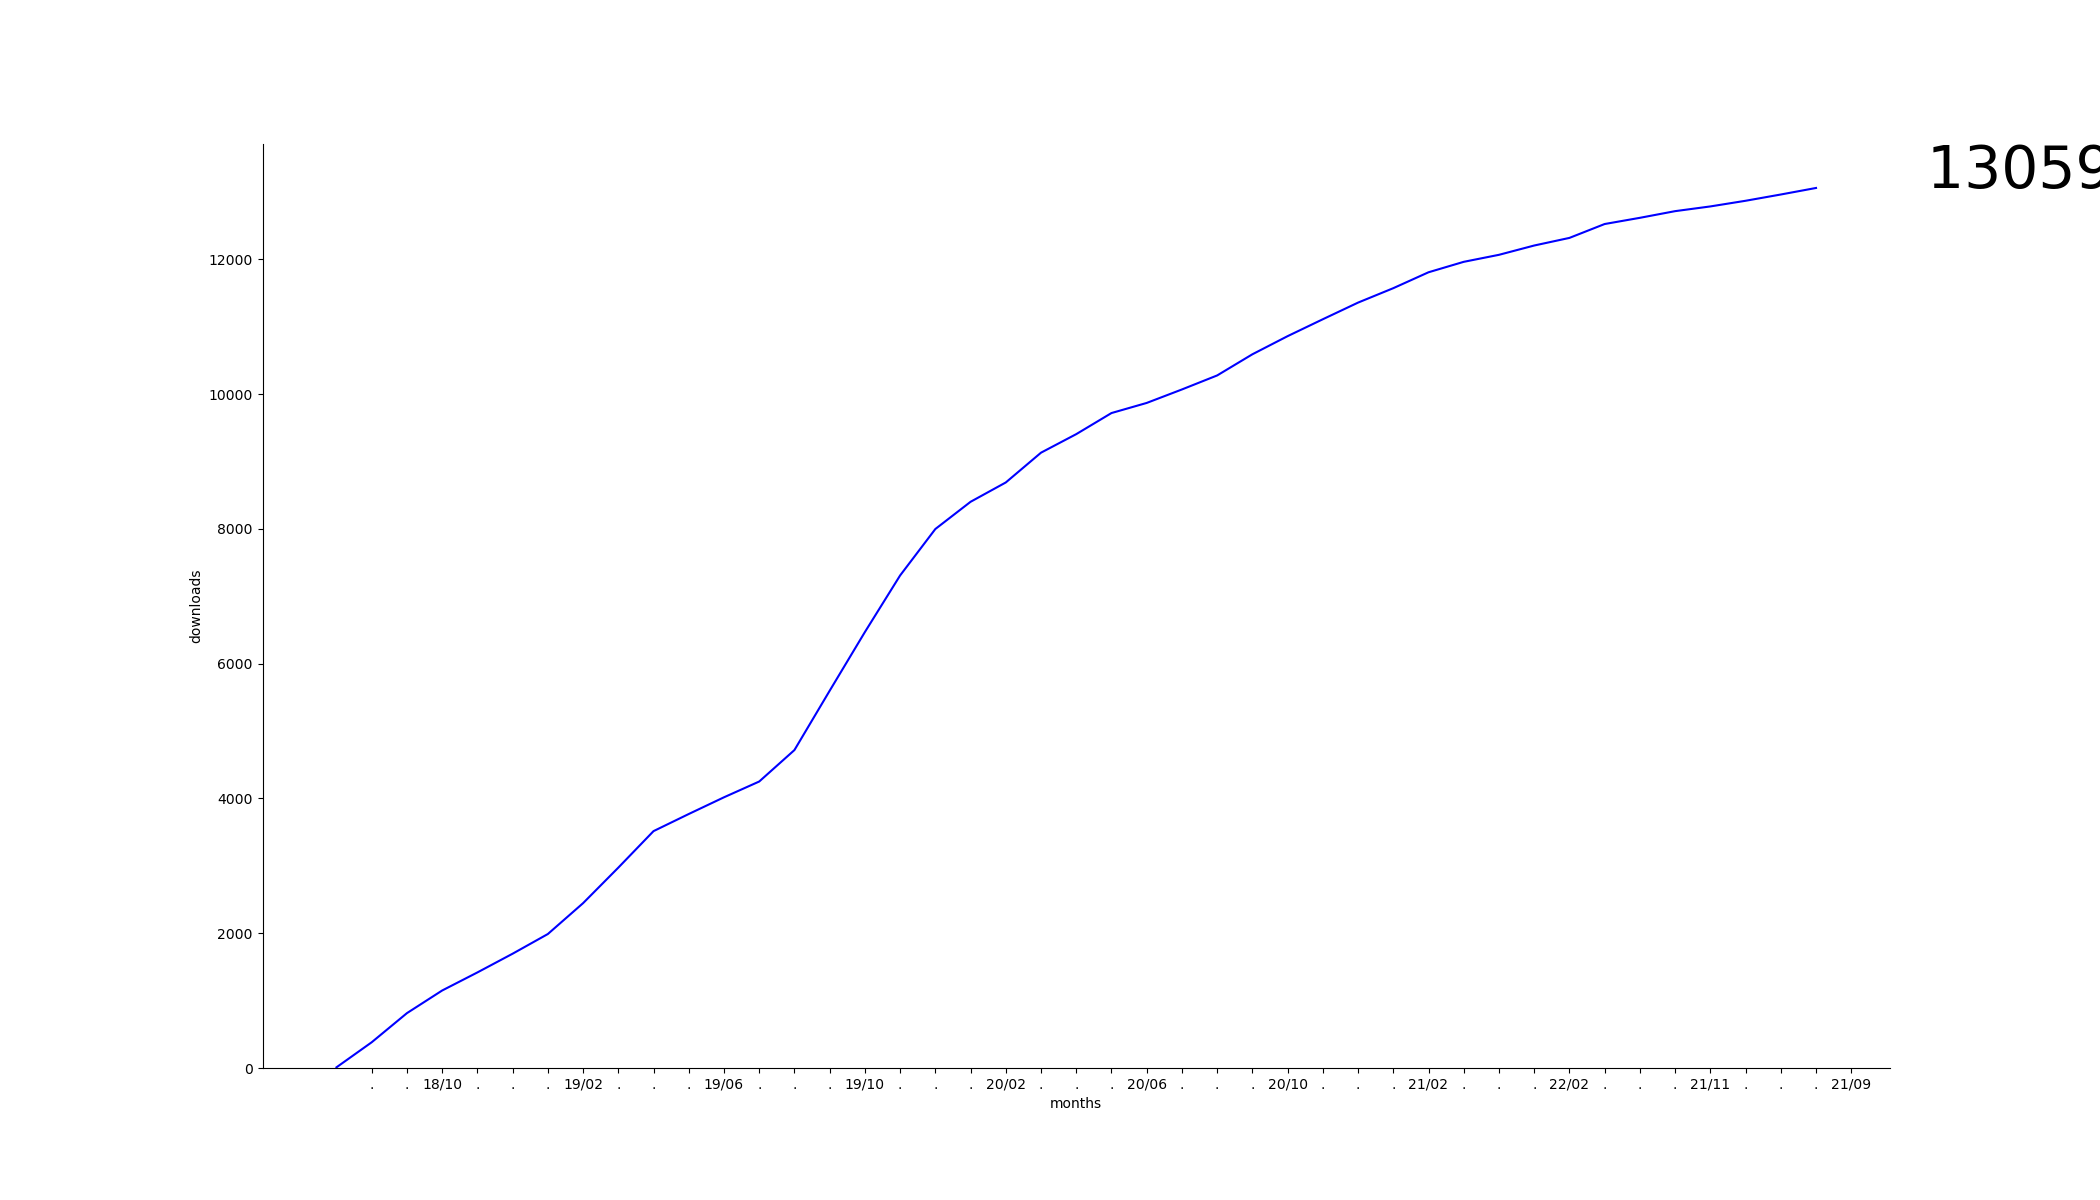 13059
12000
10000
8000
6000
4000
2000
0
downloads
. . 18/10 . . . 19/02 . . . 19/06 . . . 19/10 . . . 20/02 . . . 20/06 . . . 20/10 . . . 21/02 . . . 22/02 . . . 21/11 . . . 21/09
months